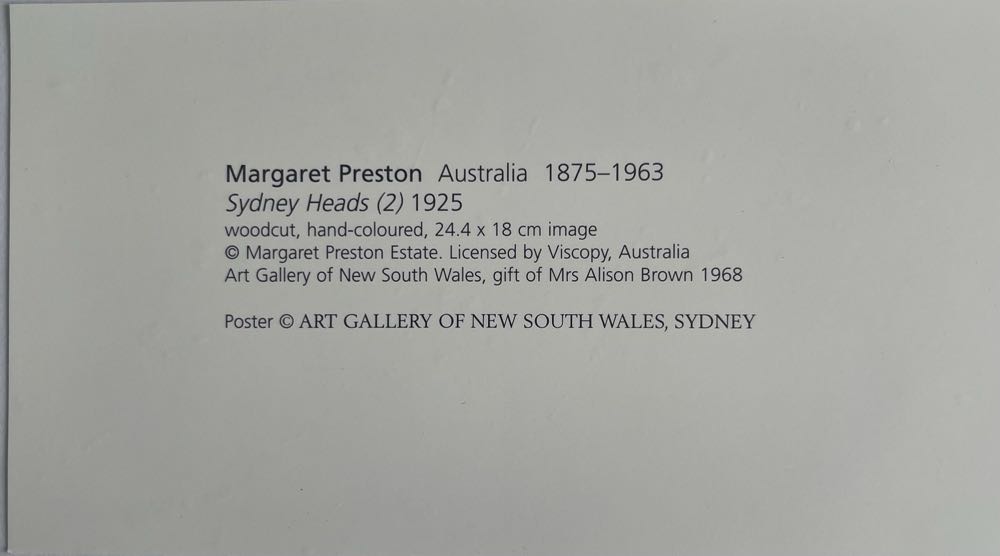 Margaret Preston Australia 1875–1963
Sydney Heads (2) 1925
woodcut, hand-coloured, 24.4 x 18 cm image
© Margaret Preston Estate. Licensed by Viscopy, Australia
Art Gallery of New South Wales, gift of Mrs Alison Brown 1968
Poster © ART GALLERY OF NEW SOUTH WALES, SYDNEY